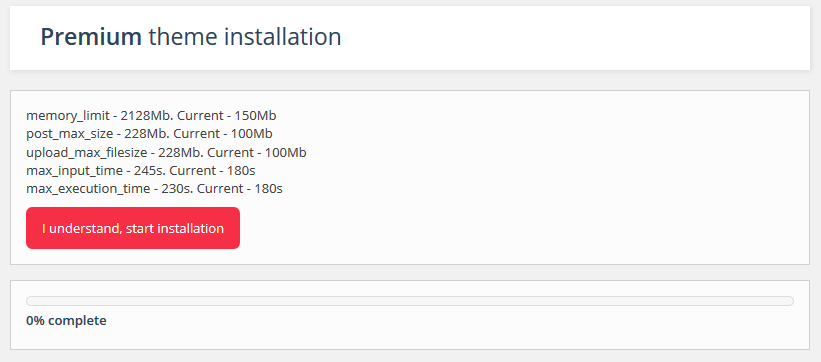 Premium theme installation
memory_limit - 2128Mb. Current - 150Mb
post_max_size - 228Mb. Current - 100Mb
upload_max_filesize - 228Mb. Current - 100Mb
max_input_time - 245s. Current - 180s
max_execution_time - 230s. Current - 180s
I understand, start installation
0% complete